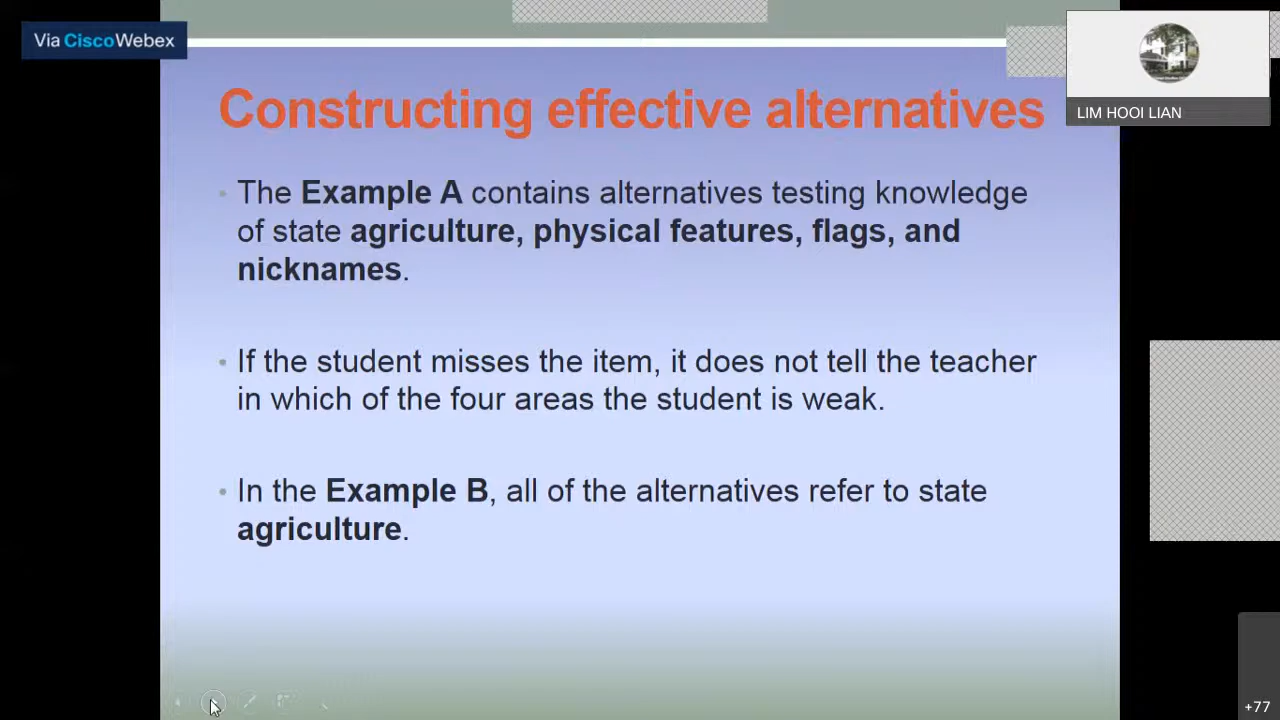 Via CiscoWebex
LIM HOOI LIAN
Constructing effective alternatives
• The Example A contains alternatives testing knowledge
of state agriculture, physical features, flags, and
nicknames.
• If the student misses the item, it does not tell the teacher
in which of the four areas the student is weak.
• In the Example B, all of the alternatives refer to state
agriculture.
+77